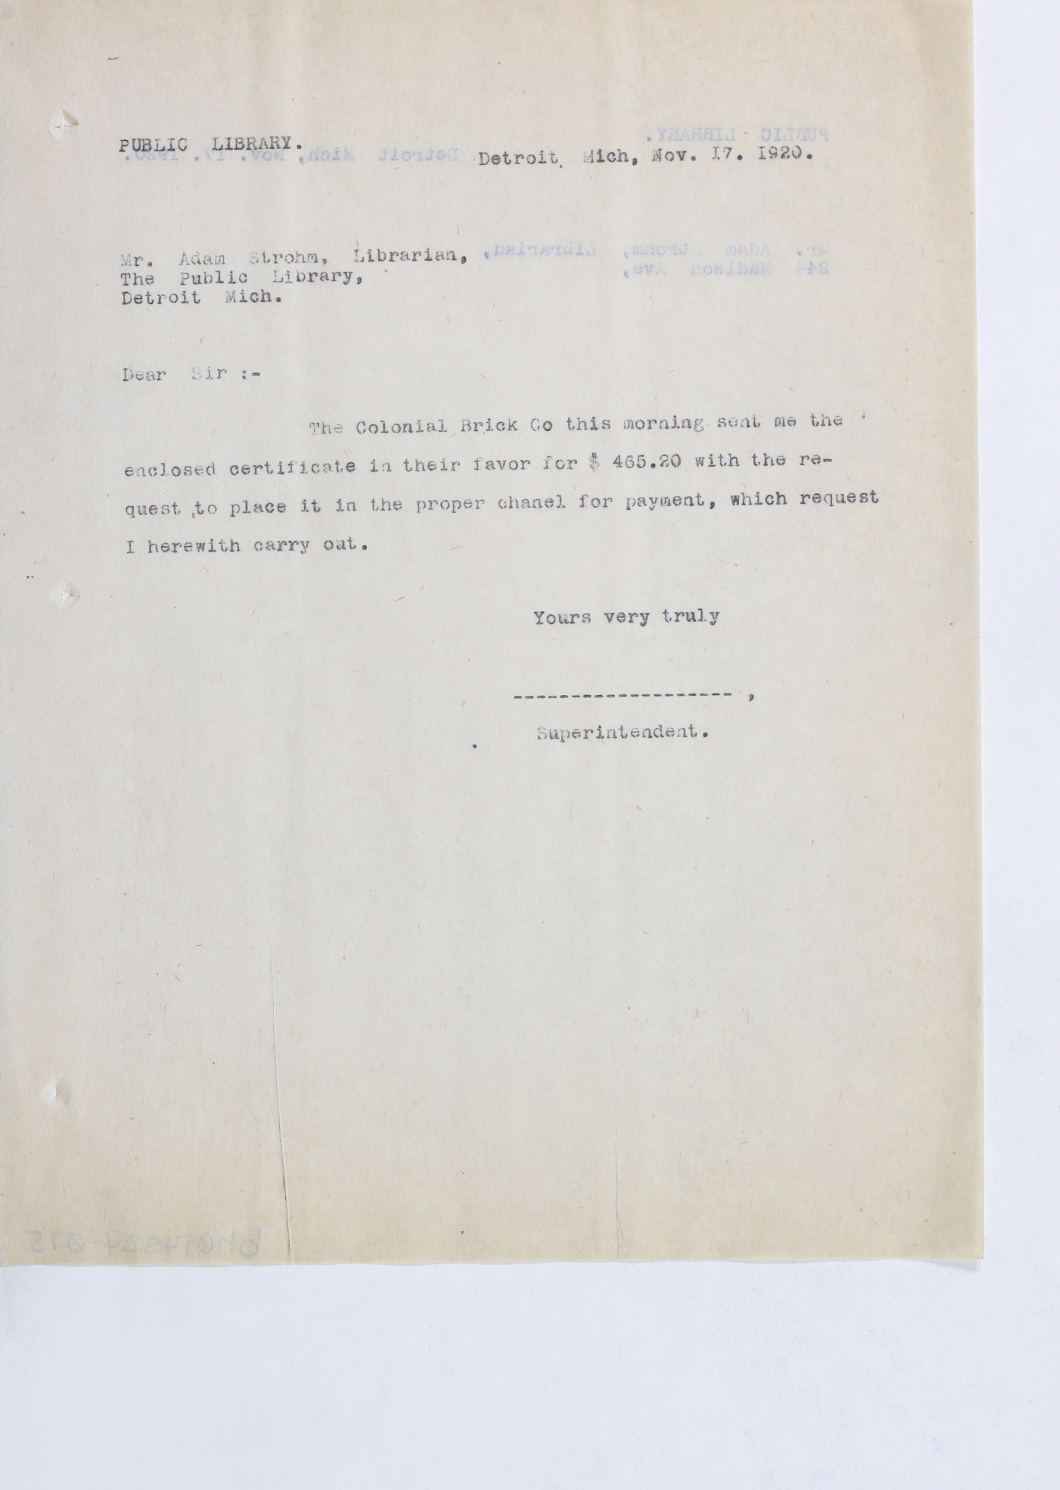 PUBLIC LIBRARY.
Detroit, Mich, Nov. 17. 1920.
Mr. Adam Strohm, Librarian,
The Public Library,
Detroit Mich.
Dear Sir :-
The Colonial Brick Co this morning sent me the
enclosed certificate in their favor for $ 465.20 with the re-
quest to place it in the proper chanel for payment, which request
I herewith carry out.
Yours very truly
------------------- ,
Superintendent.